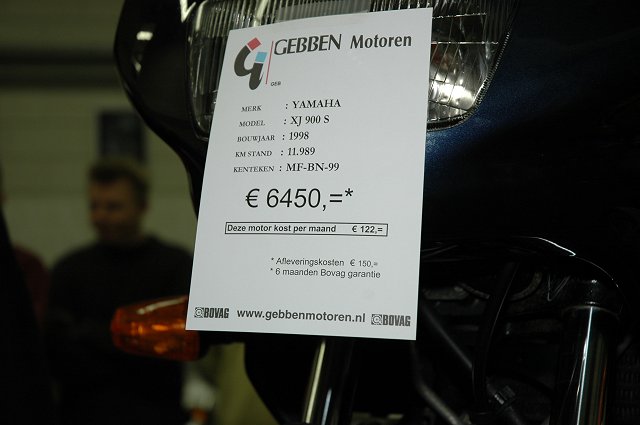 GEBBEN Motoren
GEB
MERK : YAMAHA
MODEL : XJ 900 S
BOUWJAAR : 1998
KM STAND : 11.989
KENTEKEN : MF-BN-99
€ 6450,=*
Deze motor kost per maand € 122,=
* Afleveringskosten € 150,=
* 6 maanden Bovag garantie
BOVAG www.gebbenmotoren.nl BOVAG